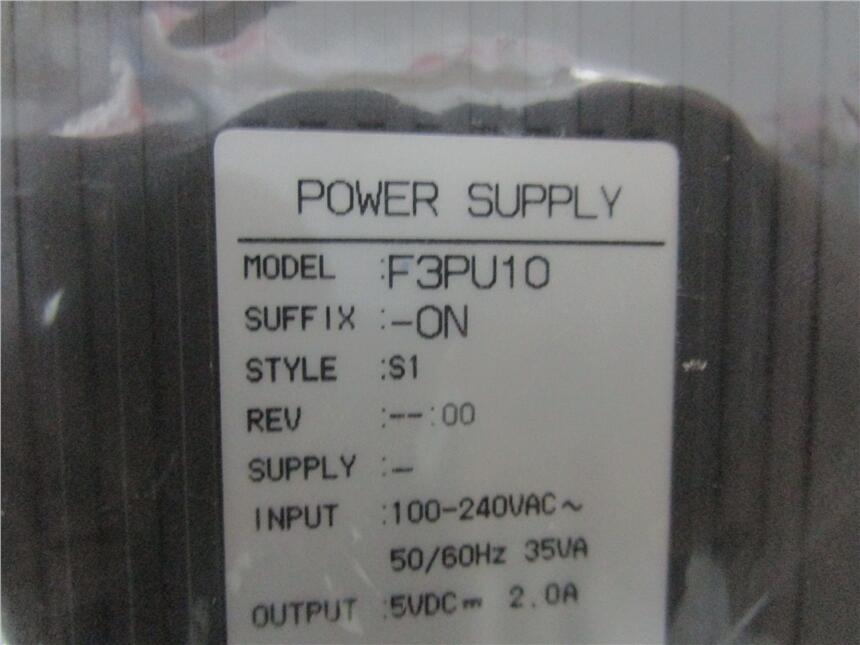 POWER SUPPLY
MODEL :F3PU10
SUFFIX :-0N
STYLE :S1
REV :--:00
SUPPLY :-
INPUT :100-240VAC~
50/60Hz 35VA
OUTPUT :5VDC⎓ 2.0A